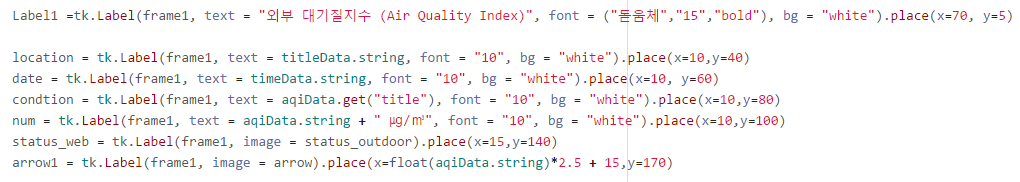 Label1 =tk.Label(frame1, text = "외부 대기질지수 (Air Quality Index)", font = ("돋움체","15","bold"), bg = "white").place(x=70, y=5)
location = tk.Label(frame1, text = titleData.string, font = "10", bg = "white").place(x=10,y=40)
date = tk.Label(frame1, text = timeData.string, font = "10", bg = "white").place(x=10, y=60)
condtion = tk.Label(frame1, text = aqiData.get("title"), font = "10", bg = "white").place(x=10,y=80)
num = tk.Label(frame1, text = aqiData.string + " ㎍/㎥", font = "10", bg = "white").place(x=10,y=100)
status_web = tk.Label(frame1, image = status_outdoor).place(x=15,y=140)
arrow1 = tk.Label(frame1, image = arrow).place(x=float(aqiData.string)*2.5 + 15,y=170)